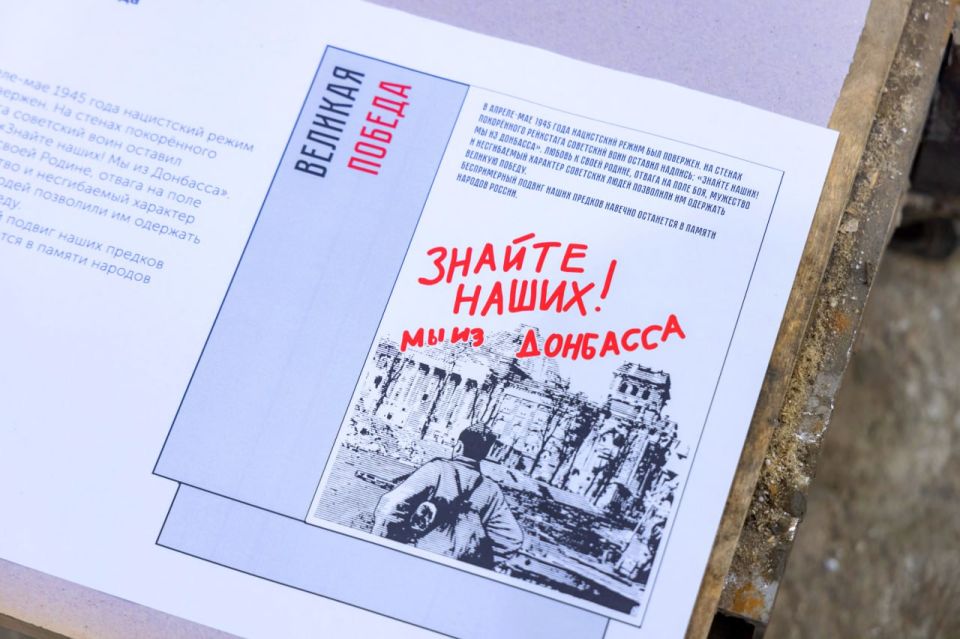 ле-мае 1945 года нацистский режим
ержен. На стенах покорённого
та советский воин оставил
«Знайте наших! Мы из Донбасса».
своей Родине, отвага на поле
тво и несгибаемый характер
юдей позволили им одержать
еду.
й подвиг наших предков
тся в памяти народов
ВЕЛИКАЯ
ПОБЕДА
В АПРЕЛЕ-МАЕ 1945 ГОДА НАЦИСТСКИЙ РЕЖИМ БЫЛ ПОВЕРЖЕН. НА СТЕНАХ
ПОКОРЁННОГО РЕЙХСТАГА СОВЕТСКИЙ ВОИН ОСТАВИЛ НАДПИСЬ: «ЗНАЙТЕ НАШИХ!
МЫ ИЗ ДОНБАССА». ЛЮБОВЬ К СВОЕЙ РОДИНЕ, ОТВАГА НА ПОЛЕ БОЯ, МУЖЕСТВО
И НЕСГИБАЕМЫЙ ХАРАКТЕР СОВЕТСКИХ ЛЮДЕЙ ПОЗВОЛИЛИ ИМ ОДЕРЖАТЬ
ВЕЛИКУЮ ПОБЕДУ.
БЕСПРИМЕРНЫЙ ПОДВИГ НАШИХ ПРЕДКОВ НАВЕЧНО ОСТАНЕТСЯ В ПАМЯТИ
НАРОДОВ РОССИИ.
ЗНАЙТЕ
НАШИХ!
МЫ ИЗ ДОНБАССА